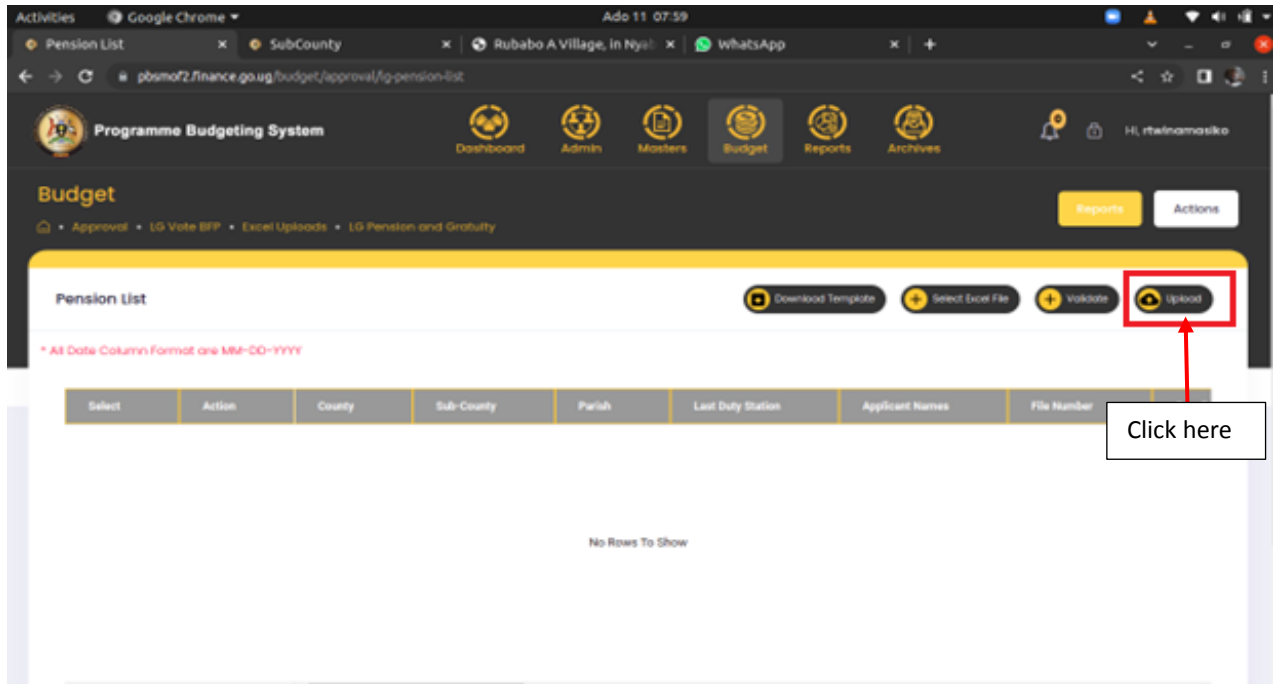 Activities Google Chrome Ado 11 07:59
Pension List × SubCounty × Rubabo A Village, in Nyab × WhatsApp × +
pbsmof2.finance.go.ug/budget/approval/lg-pension-list
Programme Budgeting System Dashboard Admin Masters Budget Reports Archives 0 Hi, rtwinamasiko
Budget
Reports Actions
• Approval • LG Vote BFP • Excel Uploads • LG Pension and Gratuity
Pension List Download Template Select Excel File Validate Upload
* All Date Column Format are MM-DD-YYYY
Select Action County Sub-County Parish Last Duty Station Applicant Names File Number
Click here
No Rows To Show